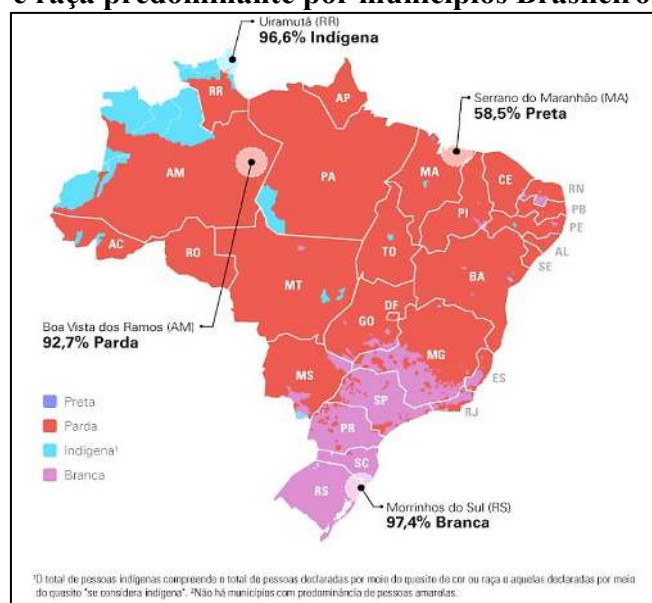 e raça predominante por municípios Brasileiro
Uiramutã (RR)
96,6% Indígena
Serrano do Maranhão (MA)
58,5% Preta
RR
AP
AM
PA
MA
CE
RN
PB
PE
AL
SE
PI
AC
RO
TO
BA
MT
DF
GO
Boa Vista dos Ramos (AM)
92,7% Parda
MG
ES
MS
SP
RJ
PR
SC
RS
Preta
Parda
Indígena¹
Branca
Morrinhos do Sul (RS)
97,4% Branca
¹O total de pessoas indígenas compreende o total de pessoas declaradas por meio do quesito de cor ou raça e aquelas declaradas por meio
do quesito "se considera indígena". ²Não há municípios com predominância de pessoas amarelas.